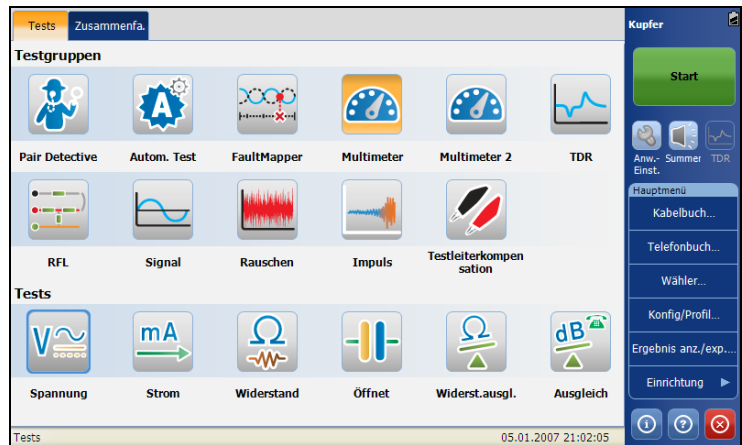 Tests Zusammenfa.
Testgruppen
Pair Detective Autom. Test FaultMapper Multimeter Multimeter 2 TDR
RFL Signal Rauschen Impuls Testleiterkompen
sation
Tests
V mA Ω Ω dB
Spannung Strom Widerstand Öffnet Widerst.ausgl. Ausgleich
Tests 05.01.2007 21:02:05
Kupfer
Start
Anw.- Summer TDR
Einst.
Hauptmenü
Kabelbuch...
Telefonbuch...
Wähler...
Konfig/Profil...
Ergebnis anz./exp....
Einrichtung